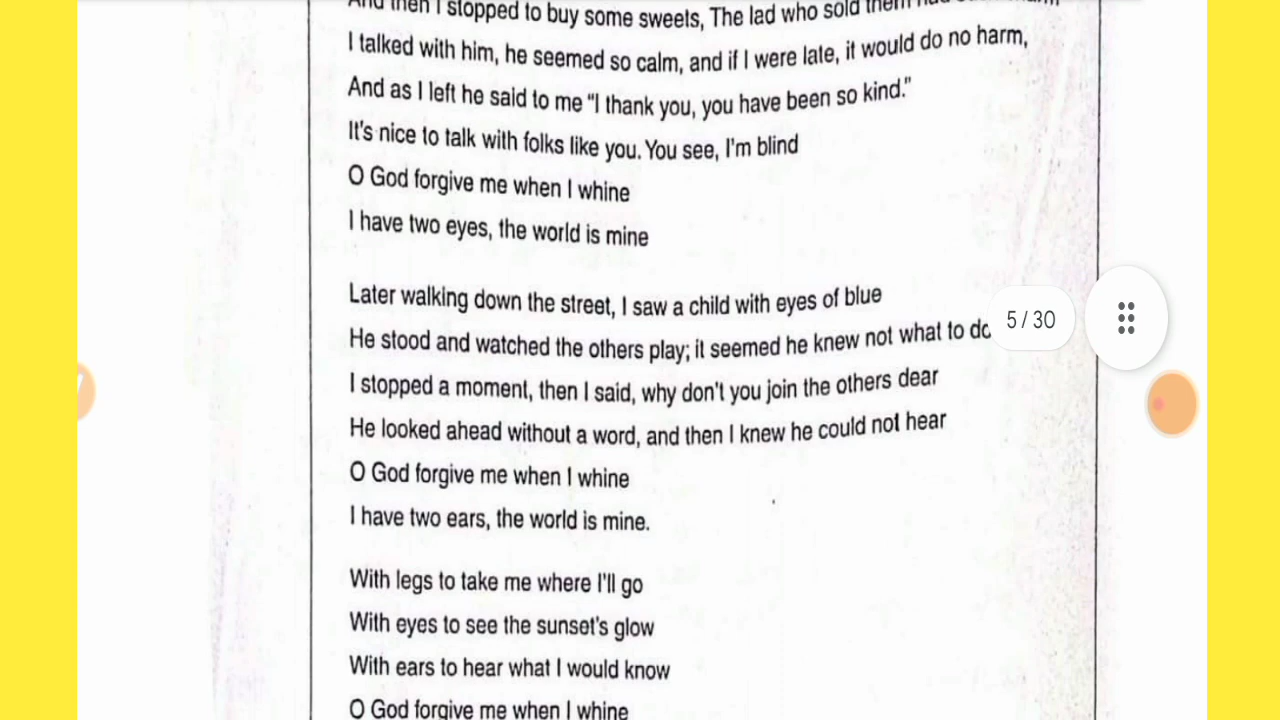 And then I stopped to buy some sweets, The lad who sold them had
I talked with him, he seemed so calm, and if I were late, it would do no harm,
And as I left he said to me “I thank you, you have been so kind.”
It's nice to talk with folks like you. You see, I'm blind
O God forgive me when I whine
I have two eyes, the world is mine
Later walking down the street, I saw a child with eyes of blue
He stood and watched the others play; it seemed he knew not what to do
I stopped a moment, then I said, why don't you join the others dear
He looked ahead without a word, and then I knew he could not hear
O God forgive me when I whine
I have two ears, the world is mine.
5 / 30
With legs to take me where I'll go
With eyes to see the sunset's glow
With ears to hear what I would know
O God forgive me when I whine